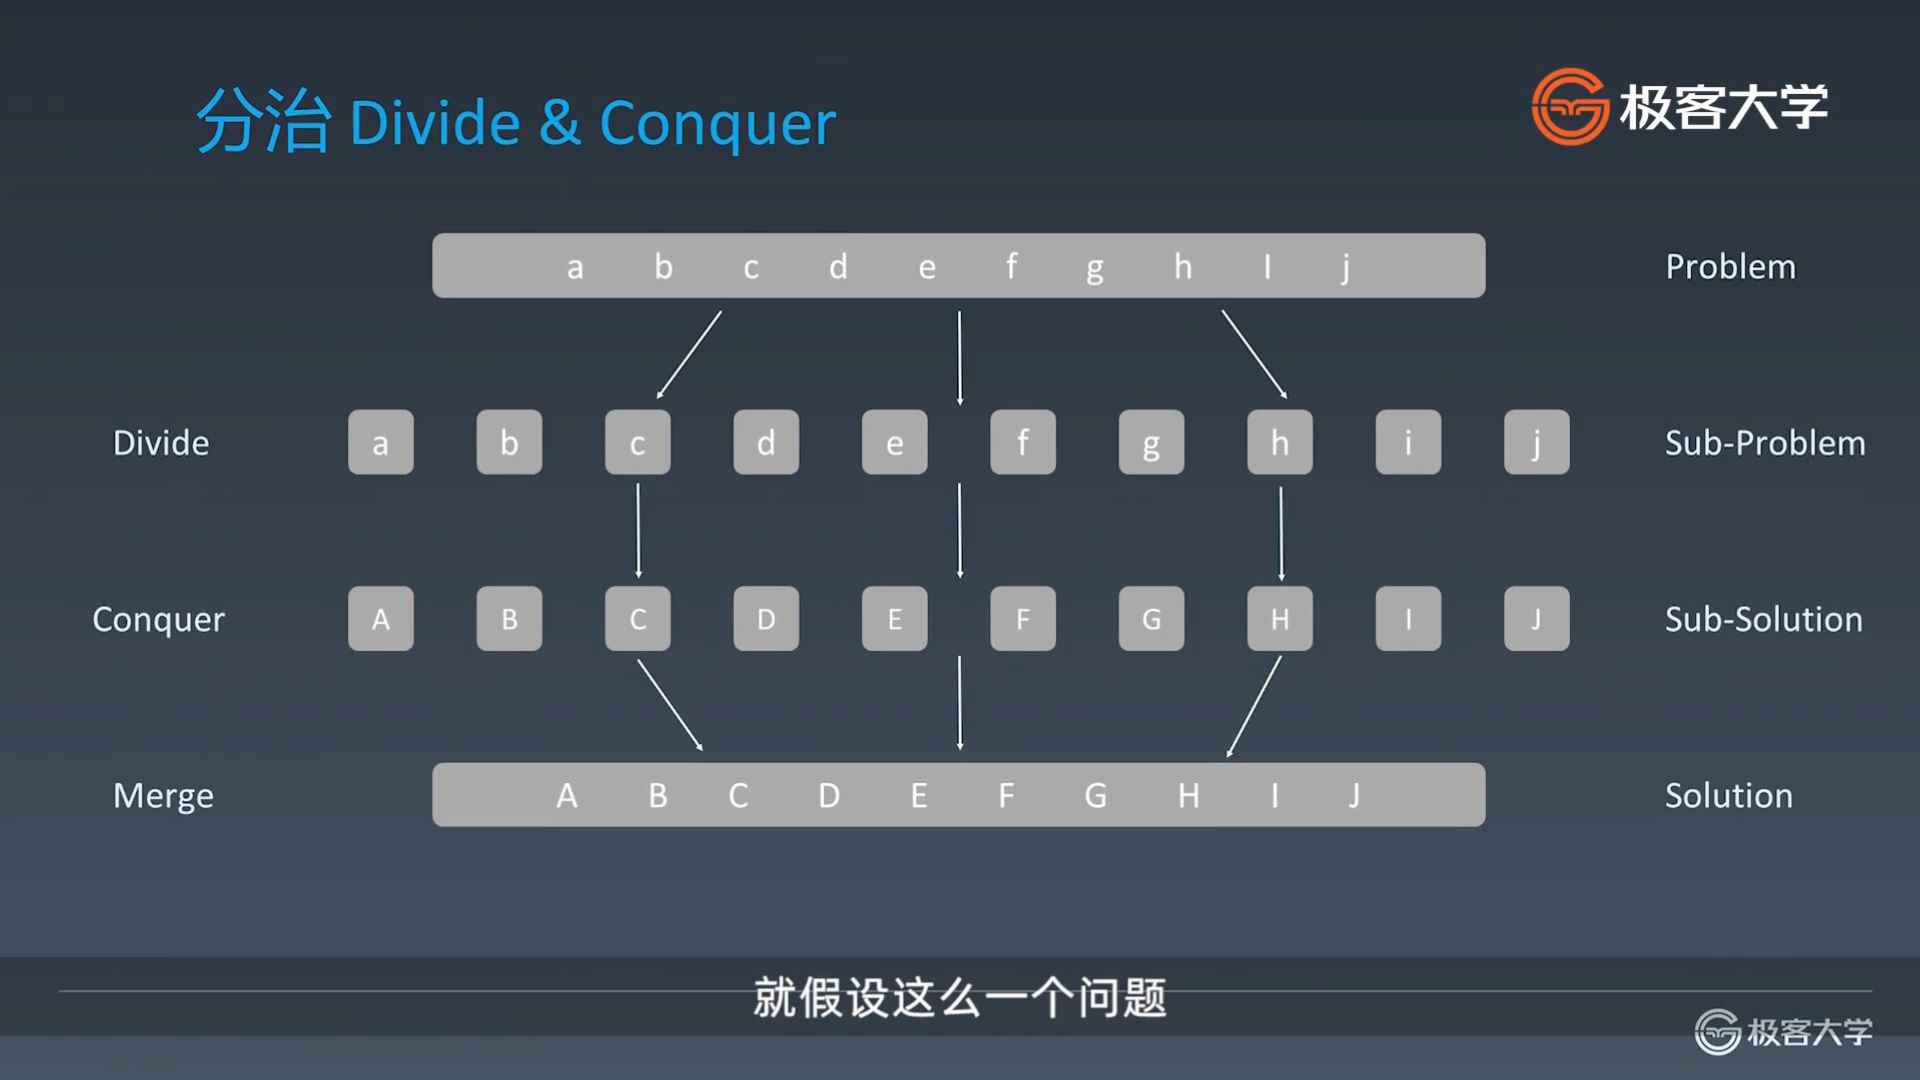 分治 Divide & Conquer
极客大学
a b c d e f g h I j
Problem
Divide
a b c d e f g h i j
Sub-Problem
Conquer
A B C D E F G H I J
Sub-Solution
Merge
A B C D E F G H I J
Solution
就假设这么一个问题
极客大学